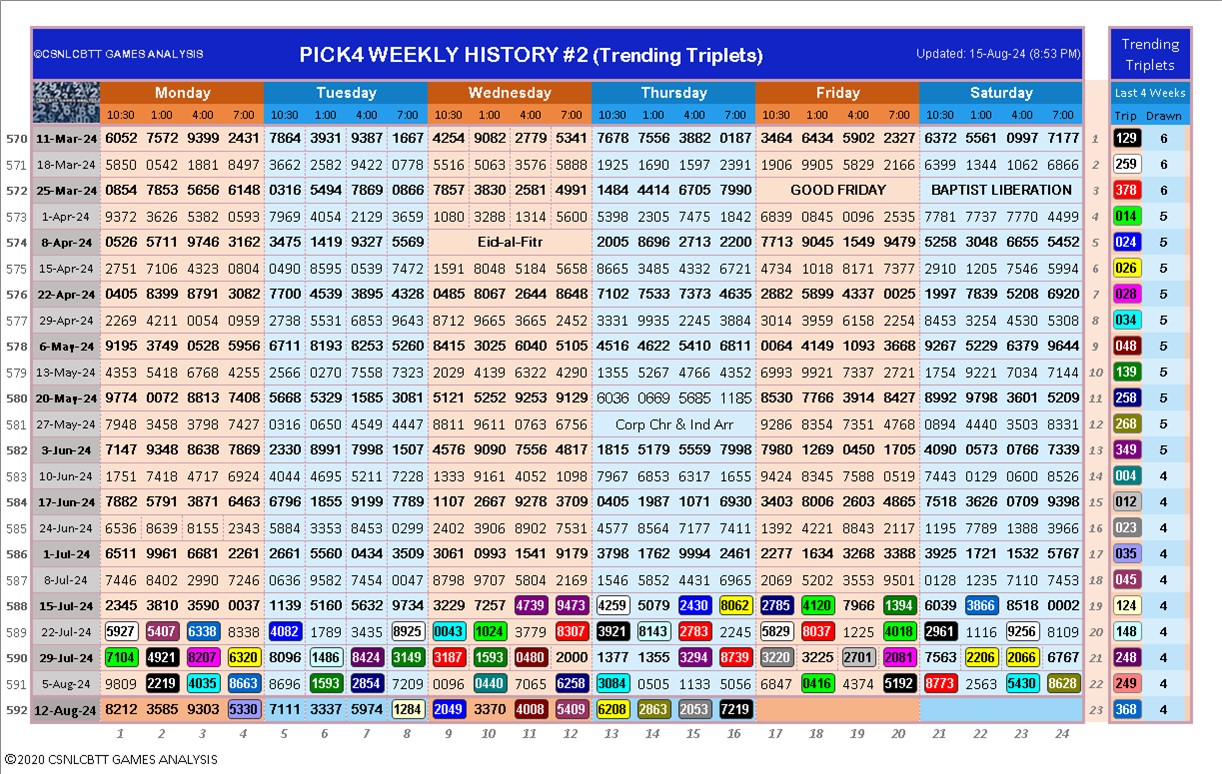 ©CSNLCBTT GAMES ANALYSIS PICK4 WEEKLY HISTORY #2 (Trending Triplets) Updated: 15-Aug-24 (8:53 PM) Trending
Triplets
Monday Tuesday Wednesday Thursday Friday Saturday Last 4 Weeks
10:30 1:00 4:00 7:00 10:30 1:00 4:00 7:00 10:30 1:00 4:00 7:00 10:30 1:00 4:00 7:00 10:30 1:00 4:00 7:00 10:30 1:00 4:00 7:00 Trip Drawn
570 11-Mar-24 6052 7572 9399 2431 7864 3931 9387 1667 4254 9082 2779 5341 7678 7556 3882 0187 3464 6434 5902 2327 6372 5561 0997 7177 1 129 6
571 18-Mar-24 5850 0542 1881 8497 3662 2582 9422 0776 5516 5063 3576 5888 1925 1690 1597 2391 1906 9905 5829 2166 6399 1344 1062 6866 2 259 6
572 25-Mar-24 0854 7853 5656 6148 0316 5494 7869 0866 7857 3830 2581 4991 1484 4414 6705 7990 GOOD FRIDAY BAPTIST LIBERATION 3 378 6
573 1-Apr-24 9372 3626 5382 0593 7969 4054 2129 3659 1080 3288 1314 5600 5398 2305 7475 1842 6839 0845 0096 2535 7781 7737 7770 4499 4 014 5
574 8-Apr-24 0526 5711 9746 3162 3475 1419 9327 5569 Eid-al-Fitr 2005 8696 2713 2200 7713 9045 1549 9479 5258 3048 6655 5452 5 024 5
575 15-Apr-24 2751 7106 4323 0804 0490 8595 0539 7472 1591 8048 5184 5658 8665 3485 4332 6721 4734 1018 8171 7377 2910 1205 7546 5994 6 026 5
576 22-Apr-24 0405 8399 8791 3082 7700 4539 3895 4328 0485 8067 2644 8648 7102 7533 7373 4635 2882 5899 4337 0025 1997 7839 5208 6920 7 028 5
577 29-Apr-24 2269 4211 0054 0959 2738 5531 6853 9643 8712 9665 3665 2452 3331 9935 2245 3884 3014 3959 6158 2254 8453 3254 4530 5308 8 034 5
578 6-May-24 9195 3749 0528 5956 6711 8193 8253 5260 8415 3025 6040 5105 4516 4622 5410 6811 0064 4149 1093 3668 9267 5229 6379 9644 9 048 5
579 13-May-24 4353 5418 6768 4255 2566 0270 7558 7323 2029 4139 6322 4290 1355 5267 4766 4352 6993 9921 7337 2721 1754 9221 7034 7144 10 139 5
580 20-May-24 9774 0072 8813 7408 5668 5329 1585 3081 5121 5252 9253 9129 6036 0669 5685 1185 8530 7766 3914 8427 8992 9798 3601 5209 11 258 5
581 27-May-24 7948 3458 3798 7427 0316 0650 4549 4447 8811 9611 0763 6756 Corp Chr & Ind Arr 9286 8354 7351 4768 0894 4440 3503 8331 12 268 5
582 3-Jun-24 7147 9348 8638 7869 2330 8991 7998 1507 4576 9090 7556 4817 1815 5179 5559 7998 7980 1269 0450 1705 4090 0573 0766 7339 13 349 5
583 10-Jun-24 1751 7418 4717 6924 4044 4695 5211 7228 1333 9161 4052 1098 7967 6853 6317 1655 9424 8345 7588 0519 7443 0129 0600 8526 14 004 4
584 17-Jun-24 7882 5791 3871 6463 6796 1855 9199 7789 1107 2667 9278 3709 0405 1987 1071 6930 3403 8006 2603 4865 7518 3626 0709 9398 15 012 4
585 24-Jun-24 6536 8639 8155 2343 5884 3353 8453 0299 2402 3906 8902 7531 4577 8564 7177 7411 1392 4221 8843 2117 1195 7789 1388 3966 16 023 4
586 1-Jul-24 6511 9961 6681 2261 2661 5560 0434 3509 3061 0993 1541 9179 3798 1762 9994 2461 2277 1634 3268 3388 3925 1721 1532 5767 17 035 4
587 8-Jul-24 7446 8402 2990 7246 0636 9582 7454 0047 8798 9707 5804 2169 1546 5852 4431 6965 2069 5202 3553 9501 0128 1235 7110 7453 18 045 4
588 15-Jul-24 2345 3810 3590 0037 1139 5160 5632 9734 3229 7257 4739 9473 4259 5079 2430 8062 2785 4120 7966 1394 6039 3866 8518 0002 19 124 4
589 22-Jul-24 5927 5407 6338 8338 4082 1789 3435 8925 0043 1024 3779 8307 3921 8143 2783 2245 5829 8037 1225 4018 2961 1116 9256 8109 20 148 4
590 29-Jul-24 7104 4921 8207 6320 8096 1486 8424 3149 3187 1593 0480 2000 1377 1355 3294 8739 3220 3225 2701 2081 7563 2206 2066 6767 21 248 4
591 5-Aug-24 9809 2219 4035 8663 8696 1593 2854 7209 0096 0440 7065 6258 3084 0505 1133 5056 6847 0416 4374 5192 8773 2563 5430 8628 22 249 4
592 12-Aug-24 8212 3585 9303 5330 7111 3337 5974 1284 2049 3370 4008 5409 6208 2863 2053 7219 23 368 4
1 2 3 4 5 6 7 8 9 10 11 12 13 14 15 16 17 18 19 20 21 22 23 24
©2020 CSNLCBTT GAMES ANALYSIS